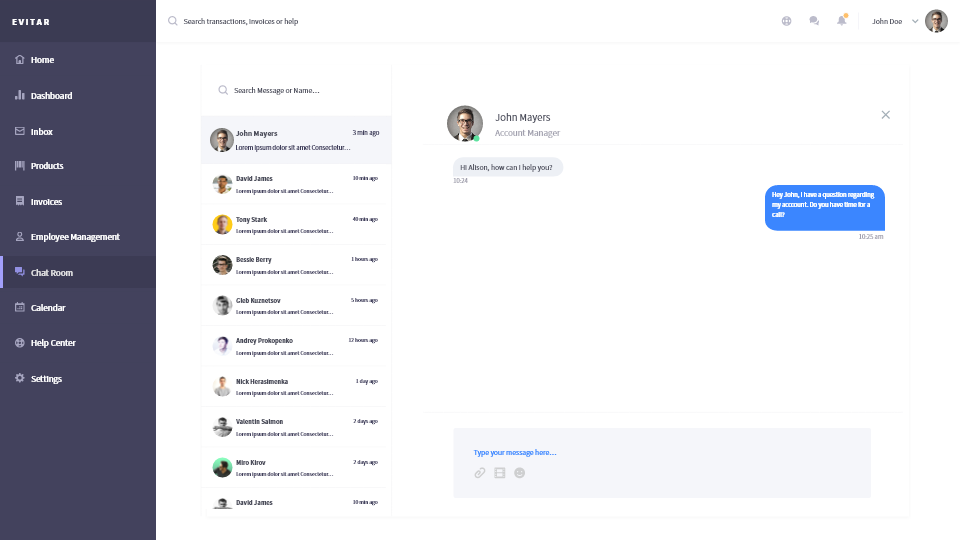 EVITAR
Search transactions, Invoices or help
John Doe
Home
Dashboard
Inbox
Products
Invoices
Employee Management
Chat Room
Calendar
Help Center
Settings
Search Message or Name...
John Mayers 3 min ago
Lorem ipsum dolor sit amet Consectetur...
David James 10 min ago
Lorem ipsum dolor sit amet Consectetur...
Tony Stark 40 min ago
Lorem ipsum dolor sit amet Consectetur...
Bessie Berry 1 hours ago
Lorem ipsum dolor sit amet Consectetur...
Gleb Kuznetsov 5 hours ago
Lorem ipsum dolor sit amet Consectetur...
Andrey Prokopenko 12 hours ago
Lorem ipsum dolor sit amet Consectetur...
Nick Herasimenka 1 day ago
Lorem ipsum dolor sit amet Consectetur...
Valentin Salmon 2 days ago
Lorem ipsum dolor sit amet Consectetur...
Miro Kirov 2 days ago
Lorem ipsum dolor sit amet Consectetur...
David James 10 min ago
John Mayers
Account Manager
Hi Alison, how can I help you?
10:24
Hey John, I have a question regarding
my acccount. Do you have time for a
call?
10:25 am
Type your message here...